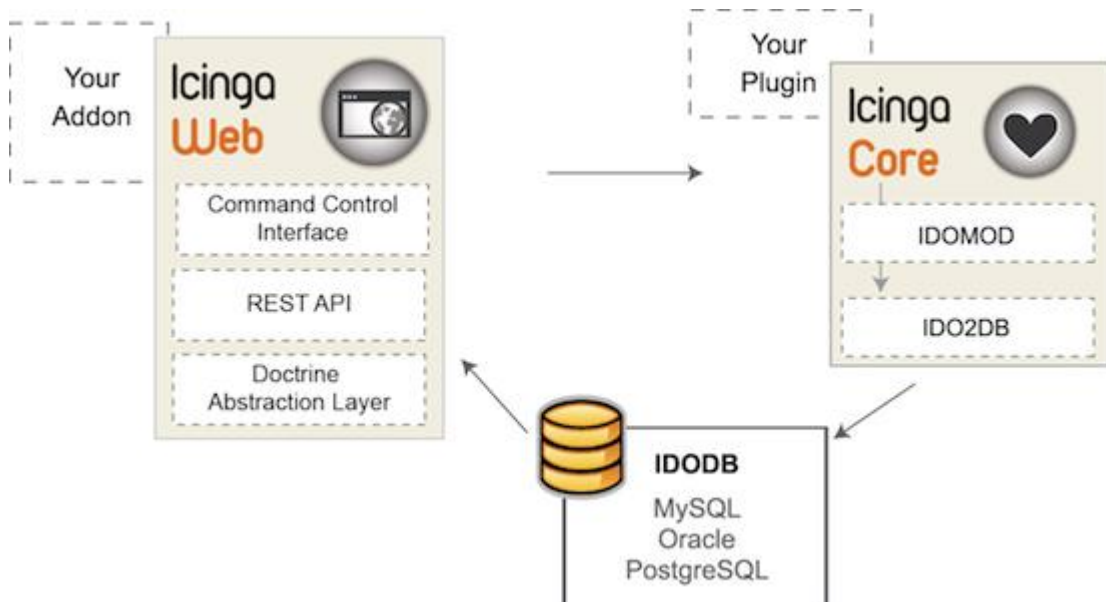 Your
Addon
Icinga
Web
Command Control
Interface
REST API
Doctrine
Abstraction Layer
Your
Plugin
Icinga
Core
IDOMOD
IDO2DB
IDODB
MySQL
Oracle
PostgreSQL